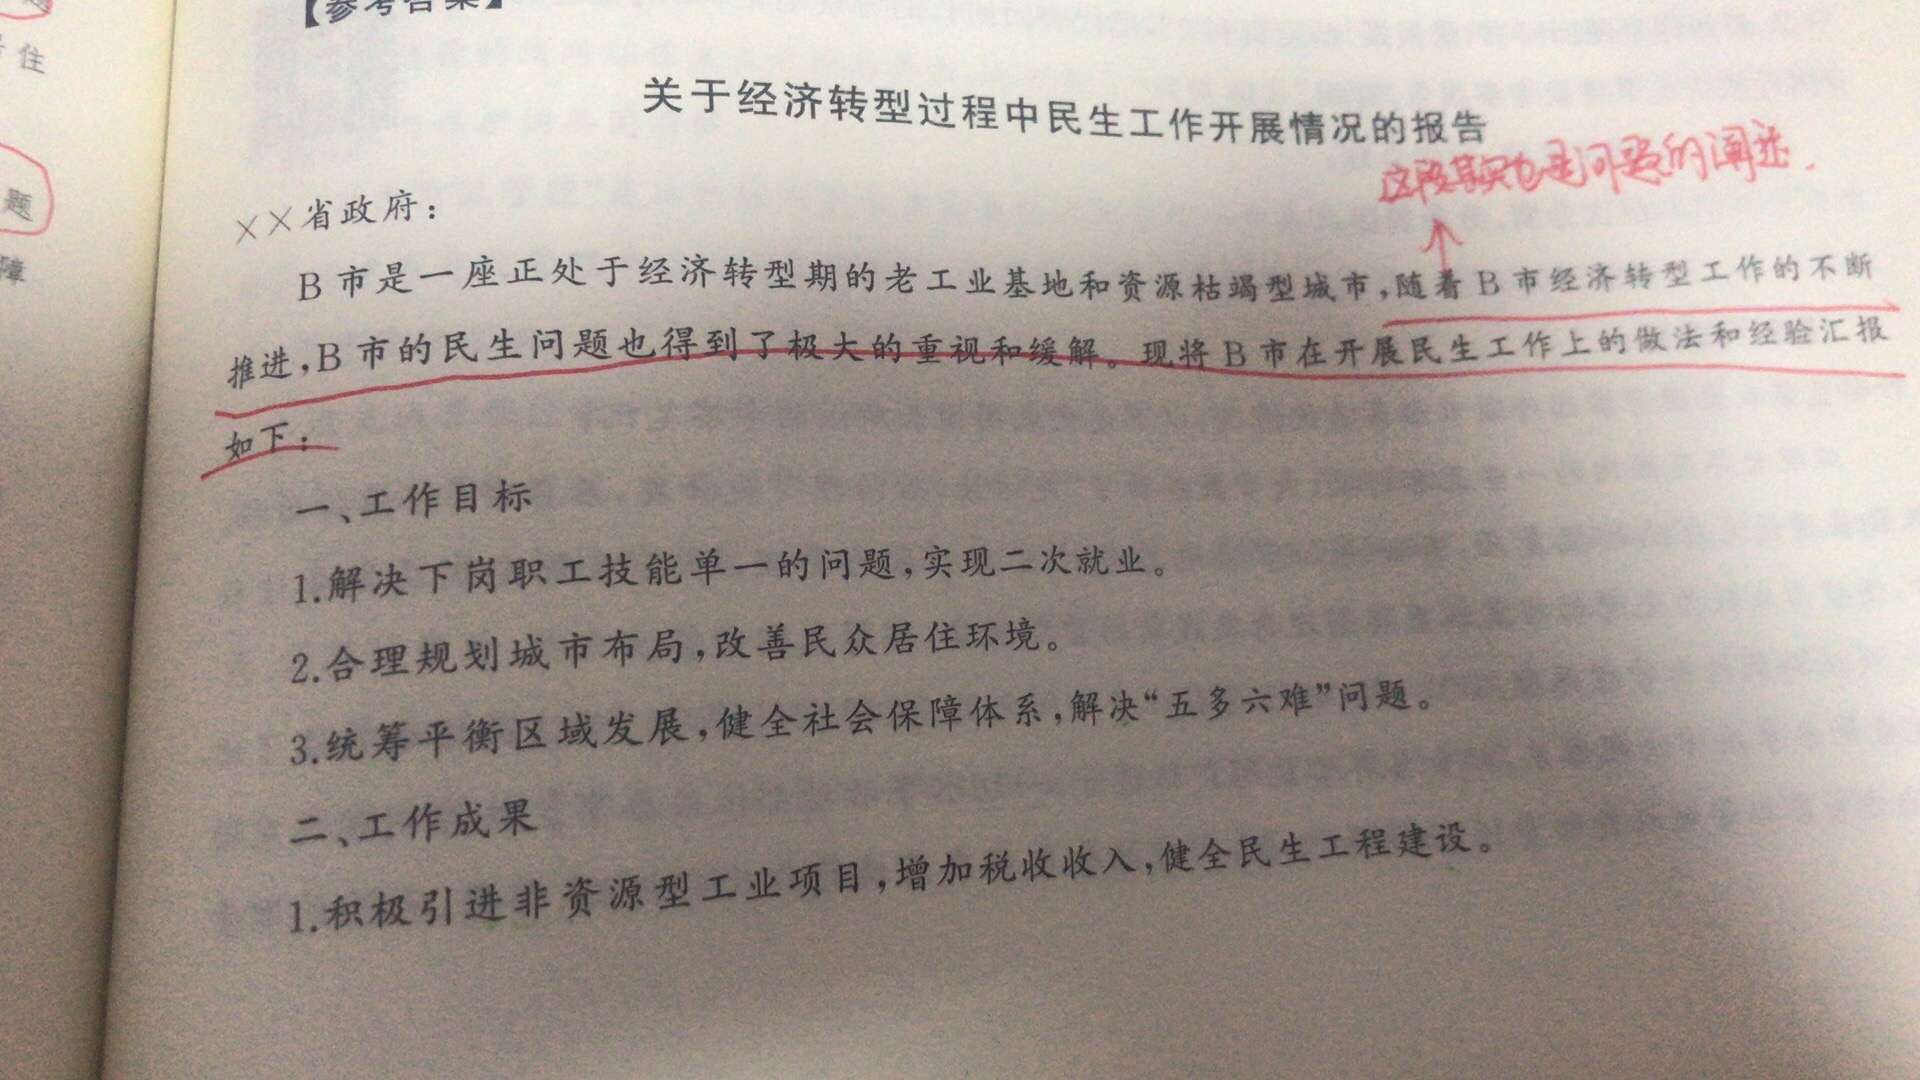 【参考答案】
住
题
障
关于经济转型过程中民生工作开展情况的报告
这段其实也是问题的阐述.
××省政府：
B市是一座正处于经济转型期的老工业基地和资源枯竭型城市，随着B市经济转型工作的不断
推进，B市的民生问题也得到了极大的重视和缓解。现将B市在开展民生工作上的做法和经验汇报
如下：
一、工作目标
1.解决下岗职工技能单一的问题，实现二次就业。
2.合理规划城市布局，改善民众居住环境。
3.统筹平衡区域发展，健全社会保障体系，解决“五多六难”问题。
二、工作成果
1.积极引进非资源型工业项目，增加税收收入，健全民生工程建设。